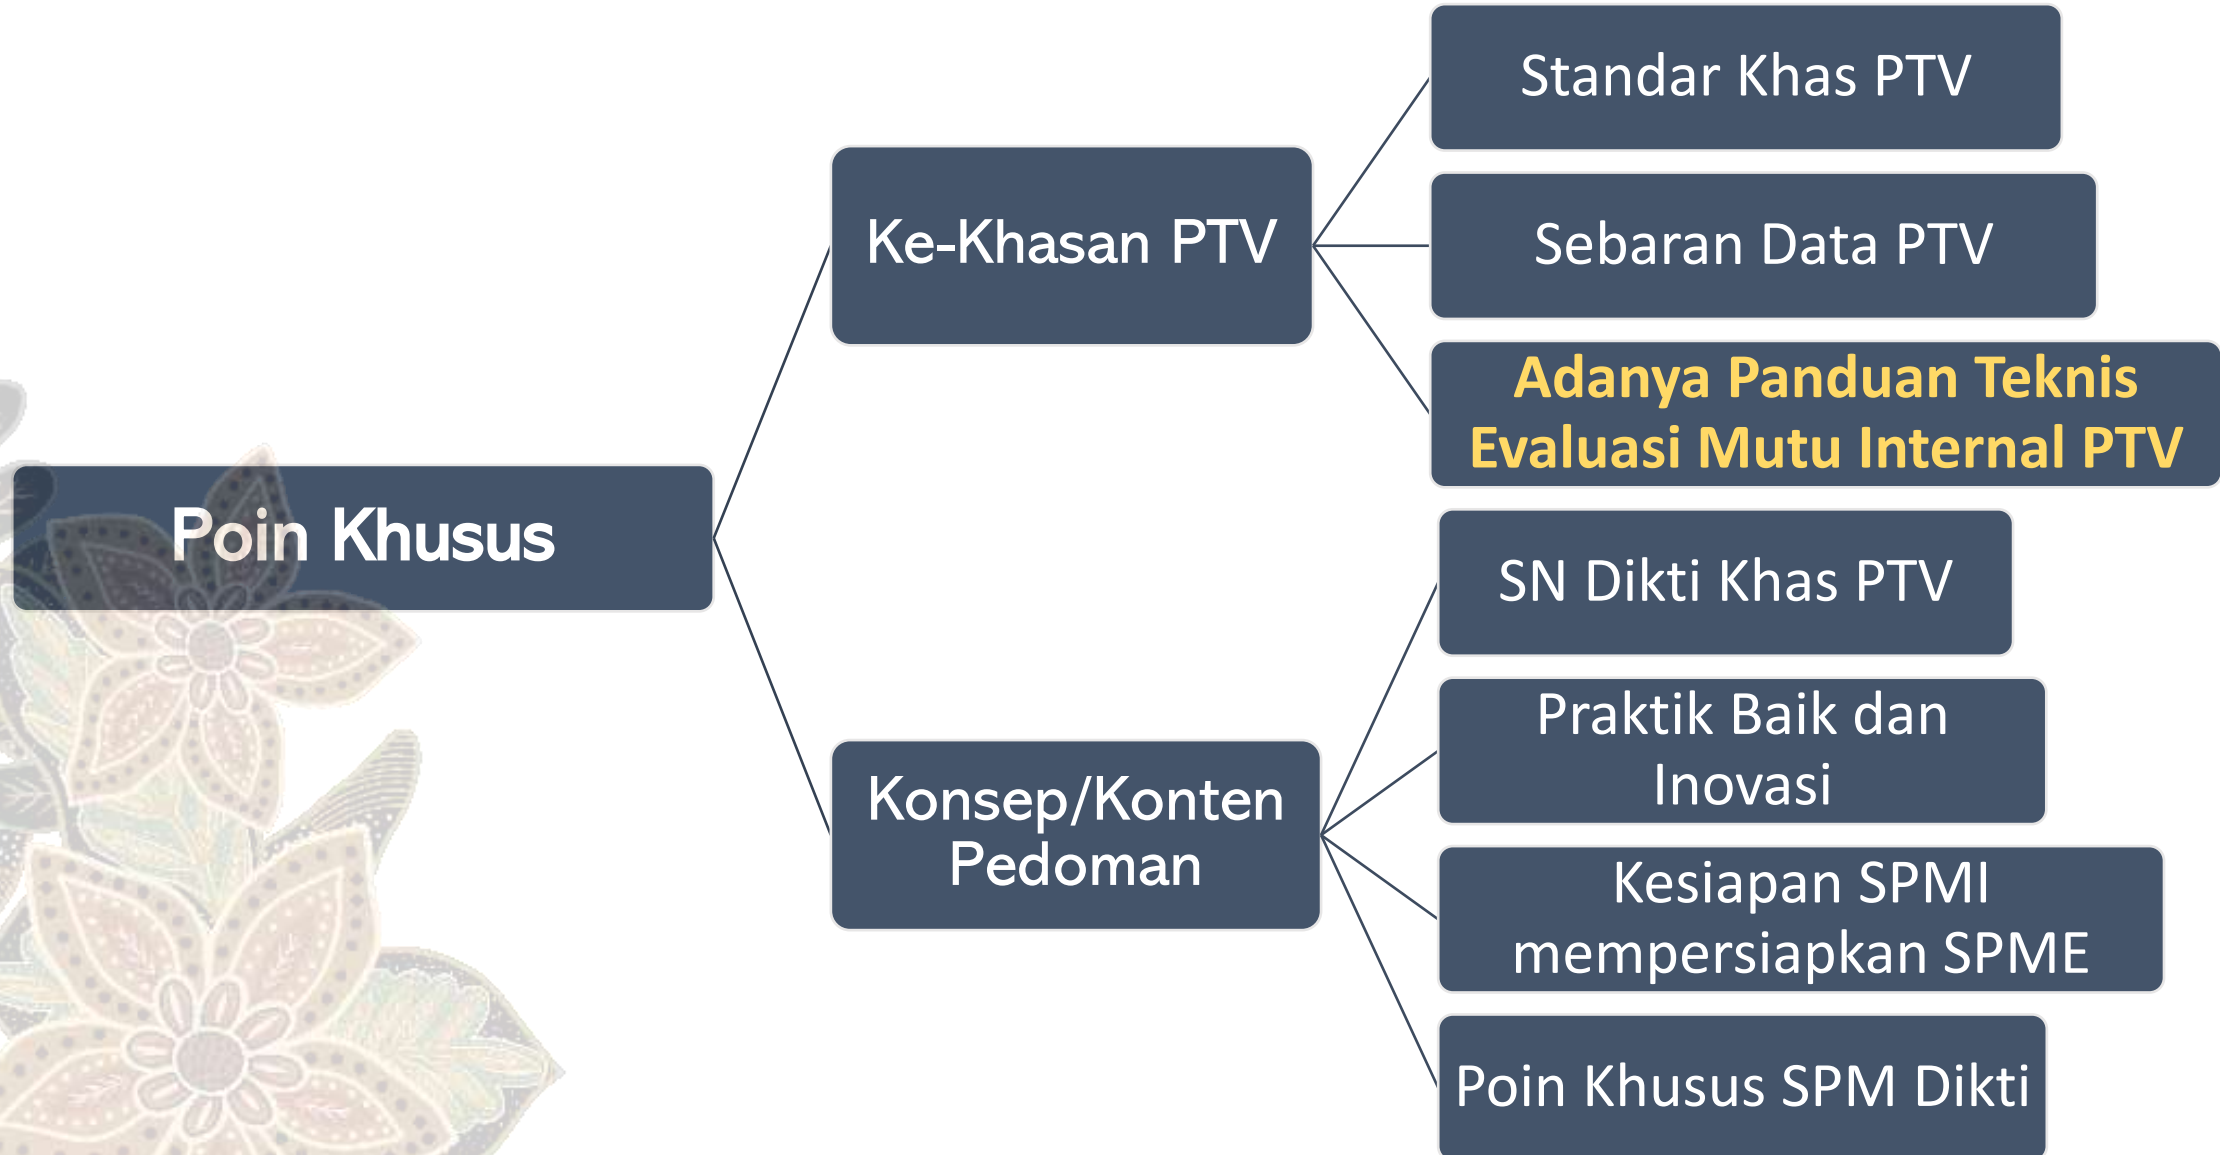 Poin Khusus
Ke-Khasan PTV
Standar Khas PTV
Sebaran Data PTV
Adanya Panduan Teknis
Evaluasi Mutu Internal PTV
Konsep/Konten
Pedoman
SN Dikti Khas PTV
Praktik Baik dan
Inovasi
Kesiapan SPMI
mempersiapkan SPME
Poin Khusus SPM Dikti